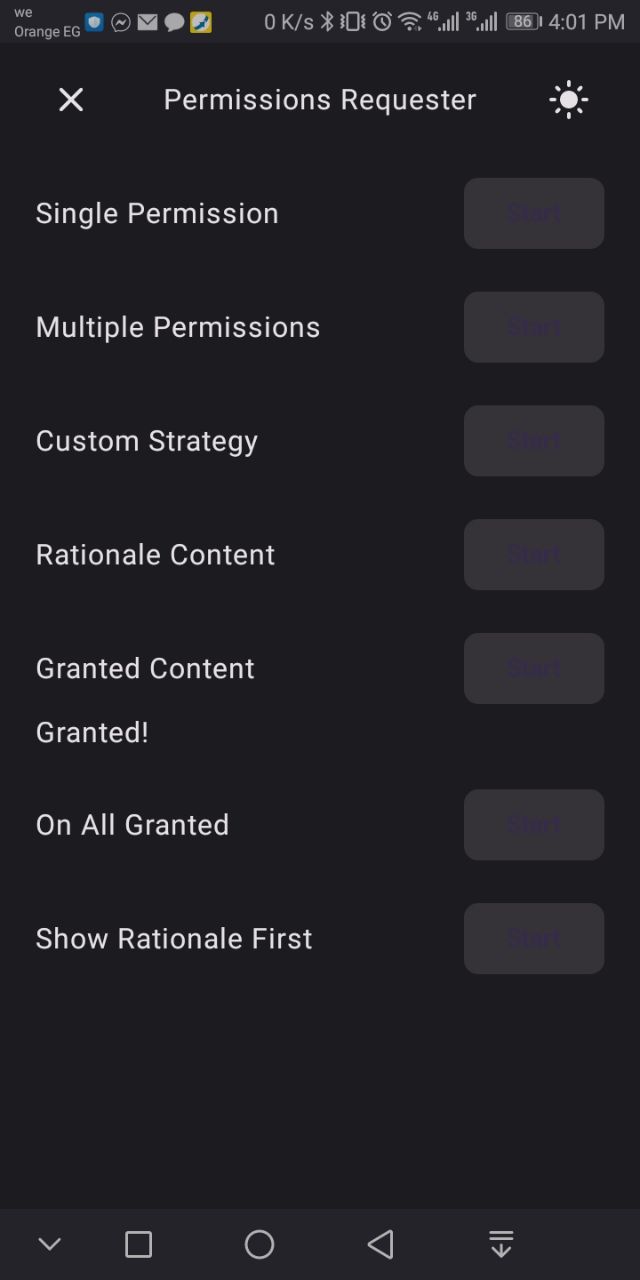 we
Orange EG
0 K/s 4G 3G 86 4:01 PM
Permissions Requester
Single Permission Start
Multiple Permissions Start
Custom Strategy Start
Rationale Content Start
Granted Content Start
Granted!
On All Granted Start
Show Rationale First Start